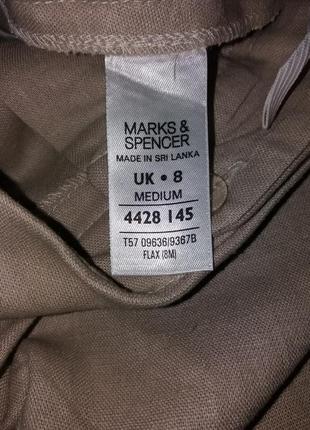 MARKS &
SPENCER
MADE IN SRI LANKA
UK • 8
MEDIUM
4428 145
T57 09636/9367B
FLAX (8M)